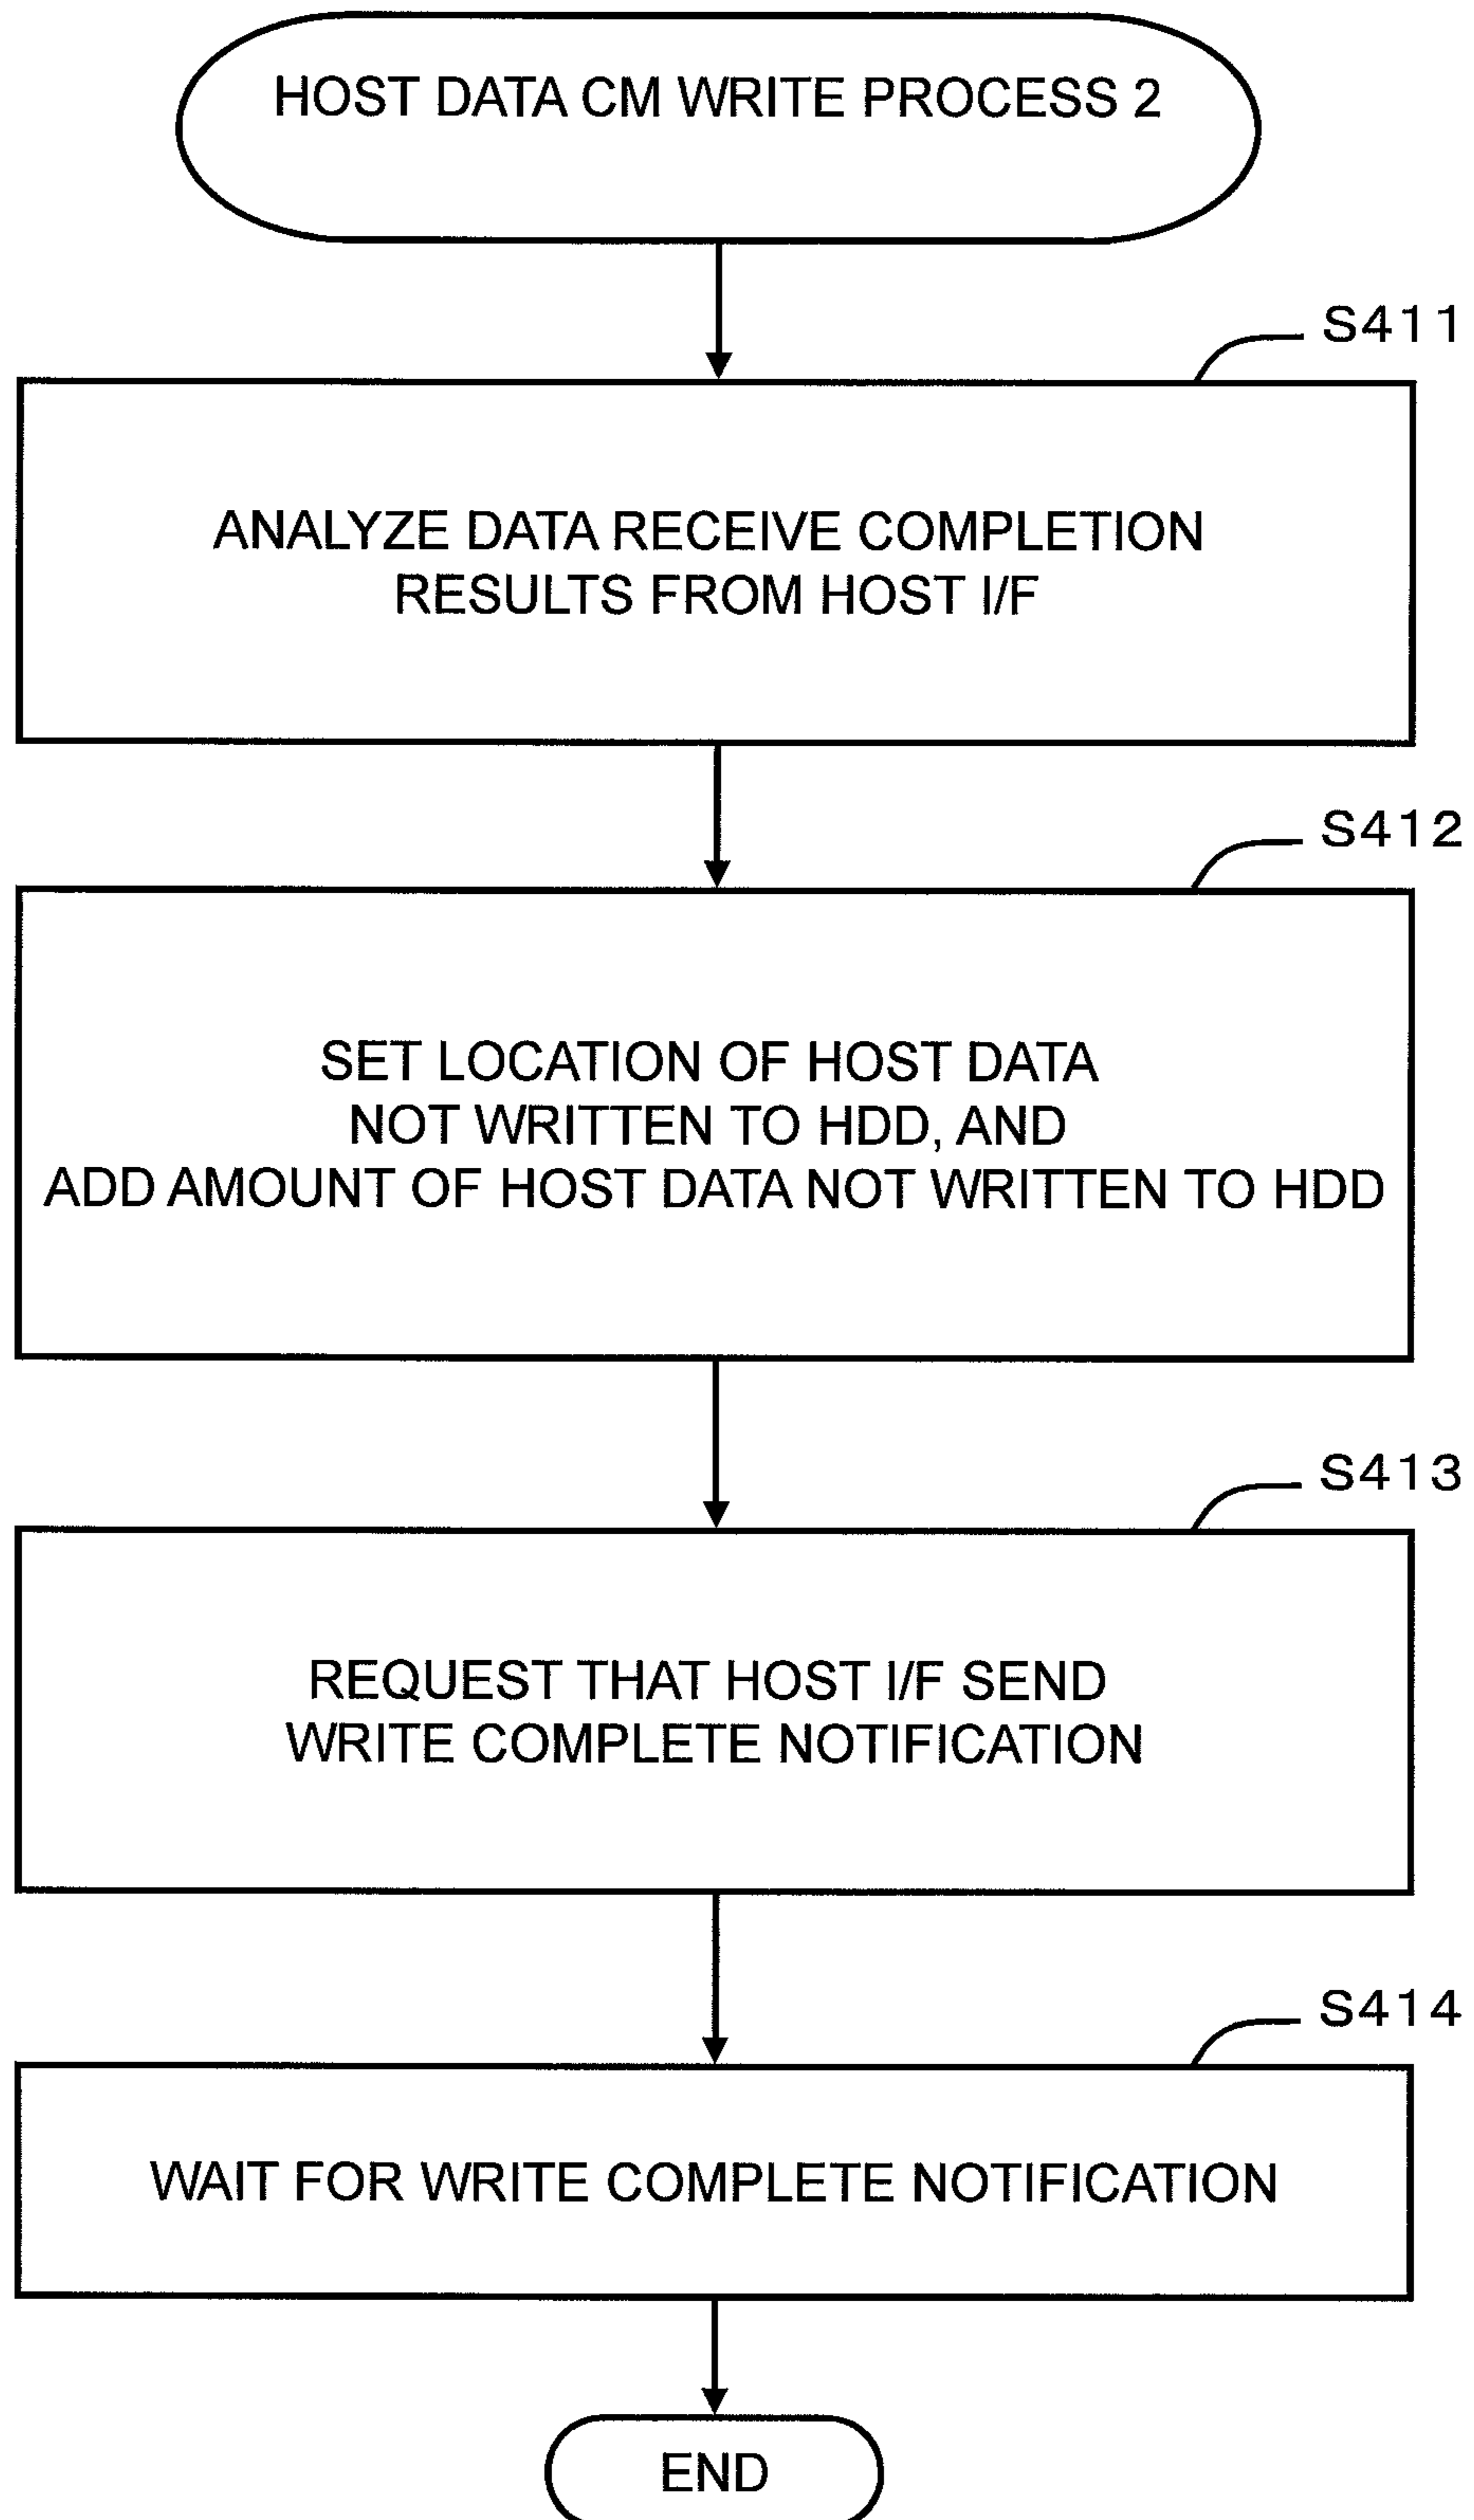 HOST DATA CM WRITE PROCESS 2
S411
ANALYZE DATA RECEIVE COMPLETION
RESULTS FROM HOST I/F
S412
SET LOCATION OF HOST DATA
NOT WRITTEN TO HDD, AND
ADD AMOUNT OF HOST DATA NOT WRITTEN TO HDD
S413
REQUEST THAT HOST I/F SEND
WRITE COMPLETE NOTIFICATION
S414
WAIT FOR WRITE COMPLETE NOTIFICATION
END